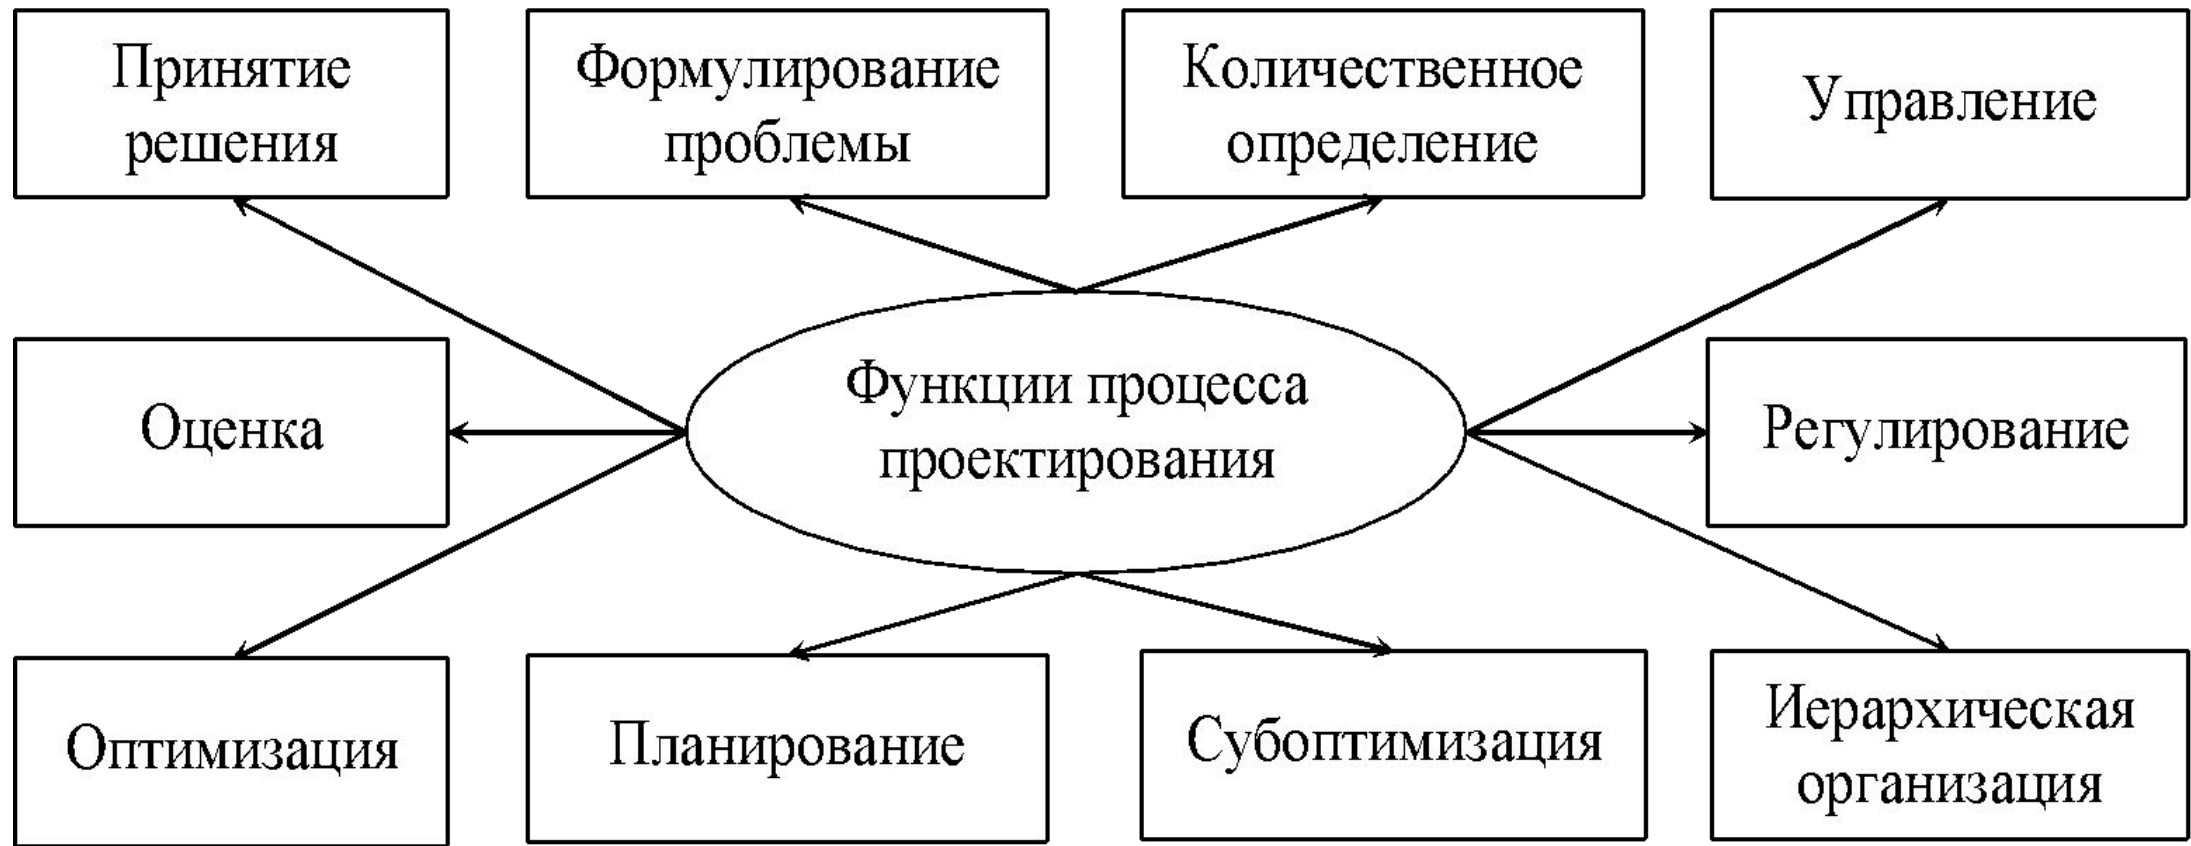 Принятие
решения
Формулирование
проблемы
Количественное
определение
Управление
Оценка
Функции процесса
проектирования
Регулирование
Оптимизация
Планирование
Субоптимизация
Иерархическая
организация